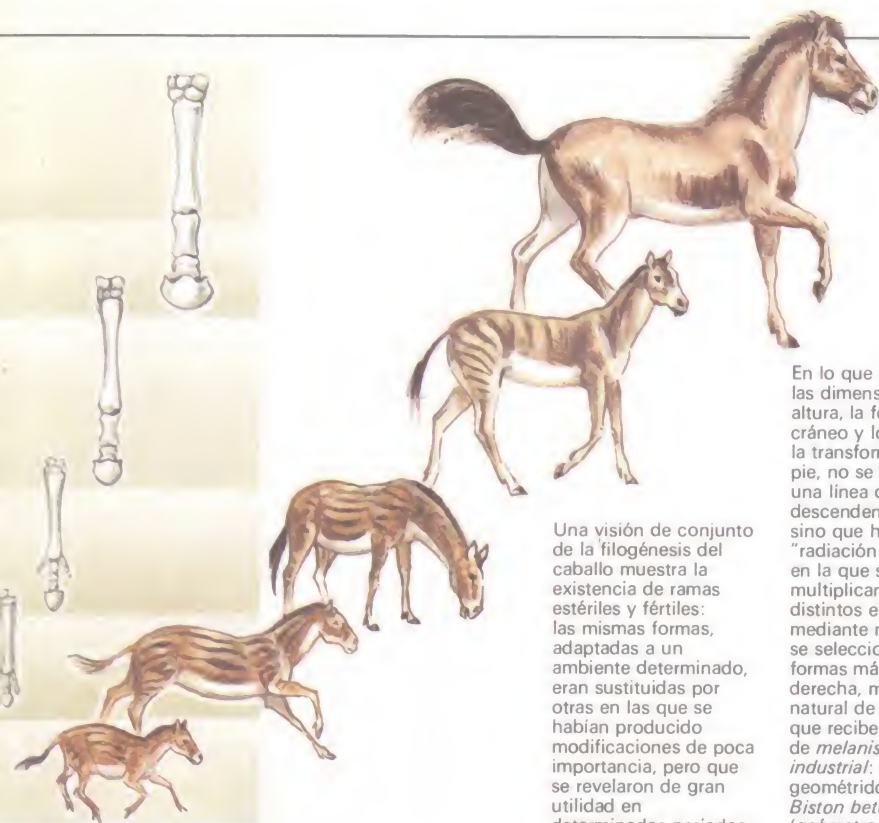 Una visión de conjunto
de la filogénesis del
caballo muestra la
existencia de ramas
estériles y fértiles:
las mismas formas,
adaptadas a un
ambiente determinado,
eran sustituidas por
otras en las que se
habían producido
modificaciones de poca
importancia, pero que
se revelaron de gran
utilidad en
determinados períodos
En lo que
las dimens
altura, la fo
cráneo y lo
la transform
pie, no se
una línea d
descenden
sino que h
"radiación
en la que s
multiplicar
distintos e
mediante m
se seleccio
formas má
derecha, m
natural de
que recibe
de melanis
industrial:
geométrido
Biston betu